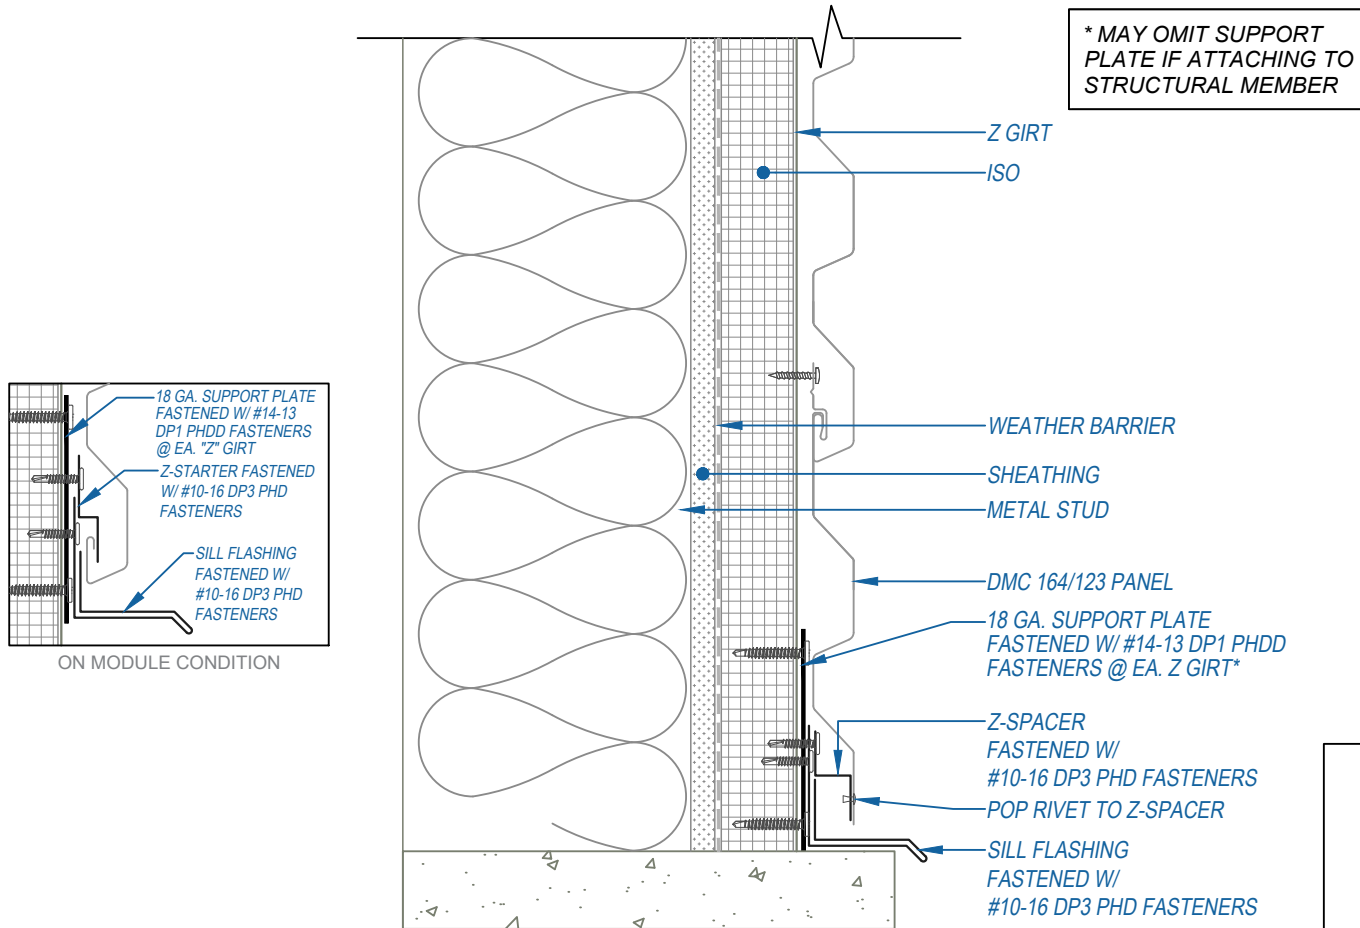 * MAY OMIT SUPPORT
PLATE IF ATTACHING TO
STRUCTURAL MEMBER
Z GIRT
ISO
WEATHER BARRIER
SHEATHING
METAL STUD
DMC 164/123 PANEL
18 GA. SUPPORT PLATE
FASTENED W/ #14-13 DP1 PHDD
FASTENERS @ EA. Z GIRT*
Z-SPACER
FASTENED W/
#10-16 DP3 PHD FASTENERS
POP RIVET TO Z-SPACER
SILL FLASHING
FASTENED W/
#10-16 DP3 PHD FASTENERS
18 GA. SUPPORT PLATE
FASTENED W/ #14-13
DP1 PHDD FASTENERS
@ EA. "Z" GIRT
Z-STARTER FASTENED
W/ #10-16 DP3 PHD
FASTENERS
SILL FLASHING
FASTENED W/
#10-16 DP3 PHD
FASTENERS
ON MODULE CONDITION